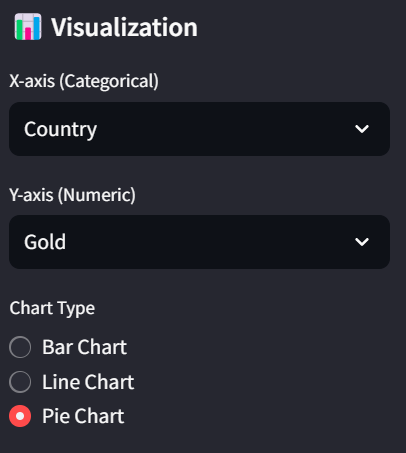 Visualization
X-axis (Categorical)
Country
Y-axis (Numeric)
Gold
Chart Type
Bar Chart
Line Chart
Pie Chart